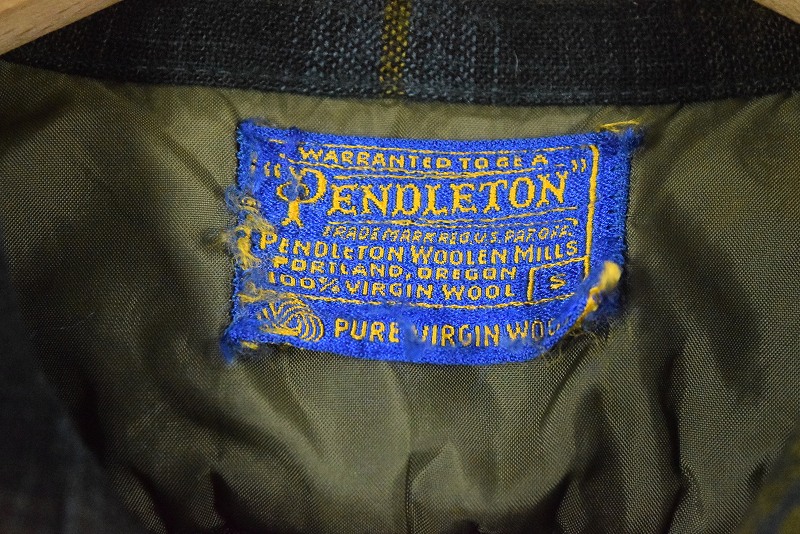 WARRANTED TO BE A
"PENDLETON"
TRADE MARK REG. U.S. PAT. OFF.
PENDLETON WOOLEN MILLS
PORTLAND, OREGON
100% VIRGIN WOOL
S
PURE VIRGIN WOO